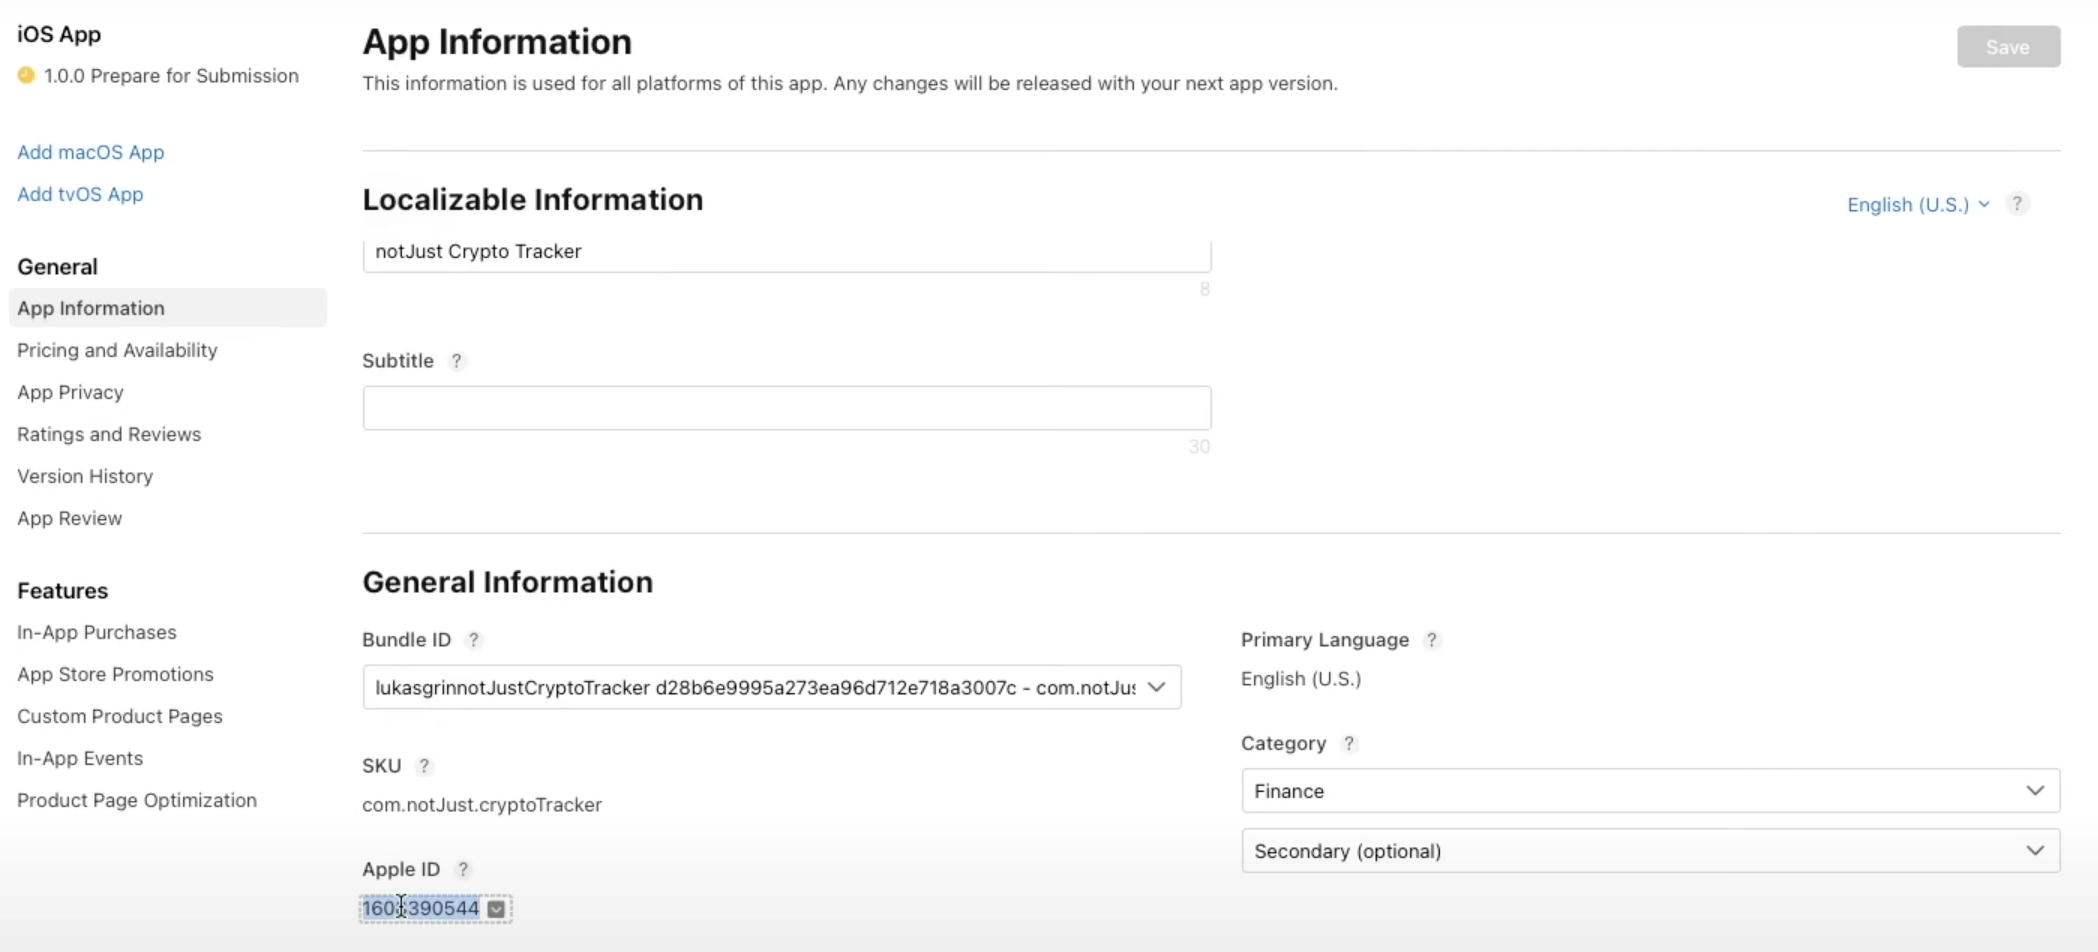 iOS App
1.0.0 Prepare for Submission
Add macOS App
Add tvOS App
General
App Information
Pricing and Availability
App Privacy
Ratings and Reviews
Version History
App Review
Features
In-App Purchases
App Store Promotions
Custom Product Pages
In-App Events
Product Page Optimization
App Information
Save
This information is used for all platforms of this app. Any changes will be released with your next app version.
Localizable Information
English (U.S.)
?
notJust Crypto Tracker
8
Subtitle ?
30
General Information
Bundle ID ?
lukasgrinnotJustCryptoTracker d28b6e9995a273ea96d712e718a3007c - com.notJus
SKU ?
com.notJust.cryptoTracker
Apple ID ?
Primary Language ?
English (U.S.)
Category ?
Finance
Secondary (optional)